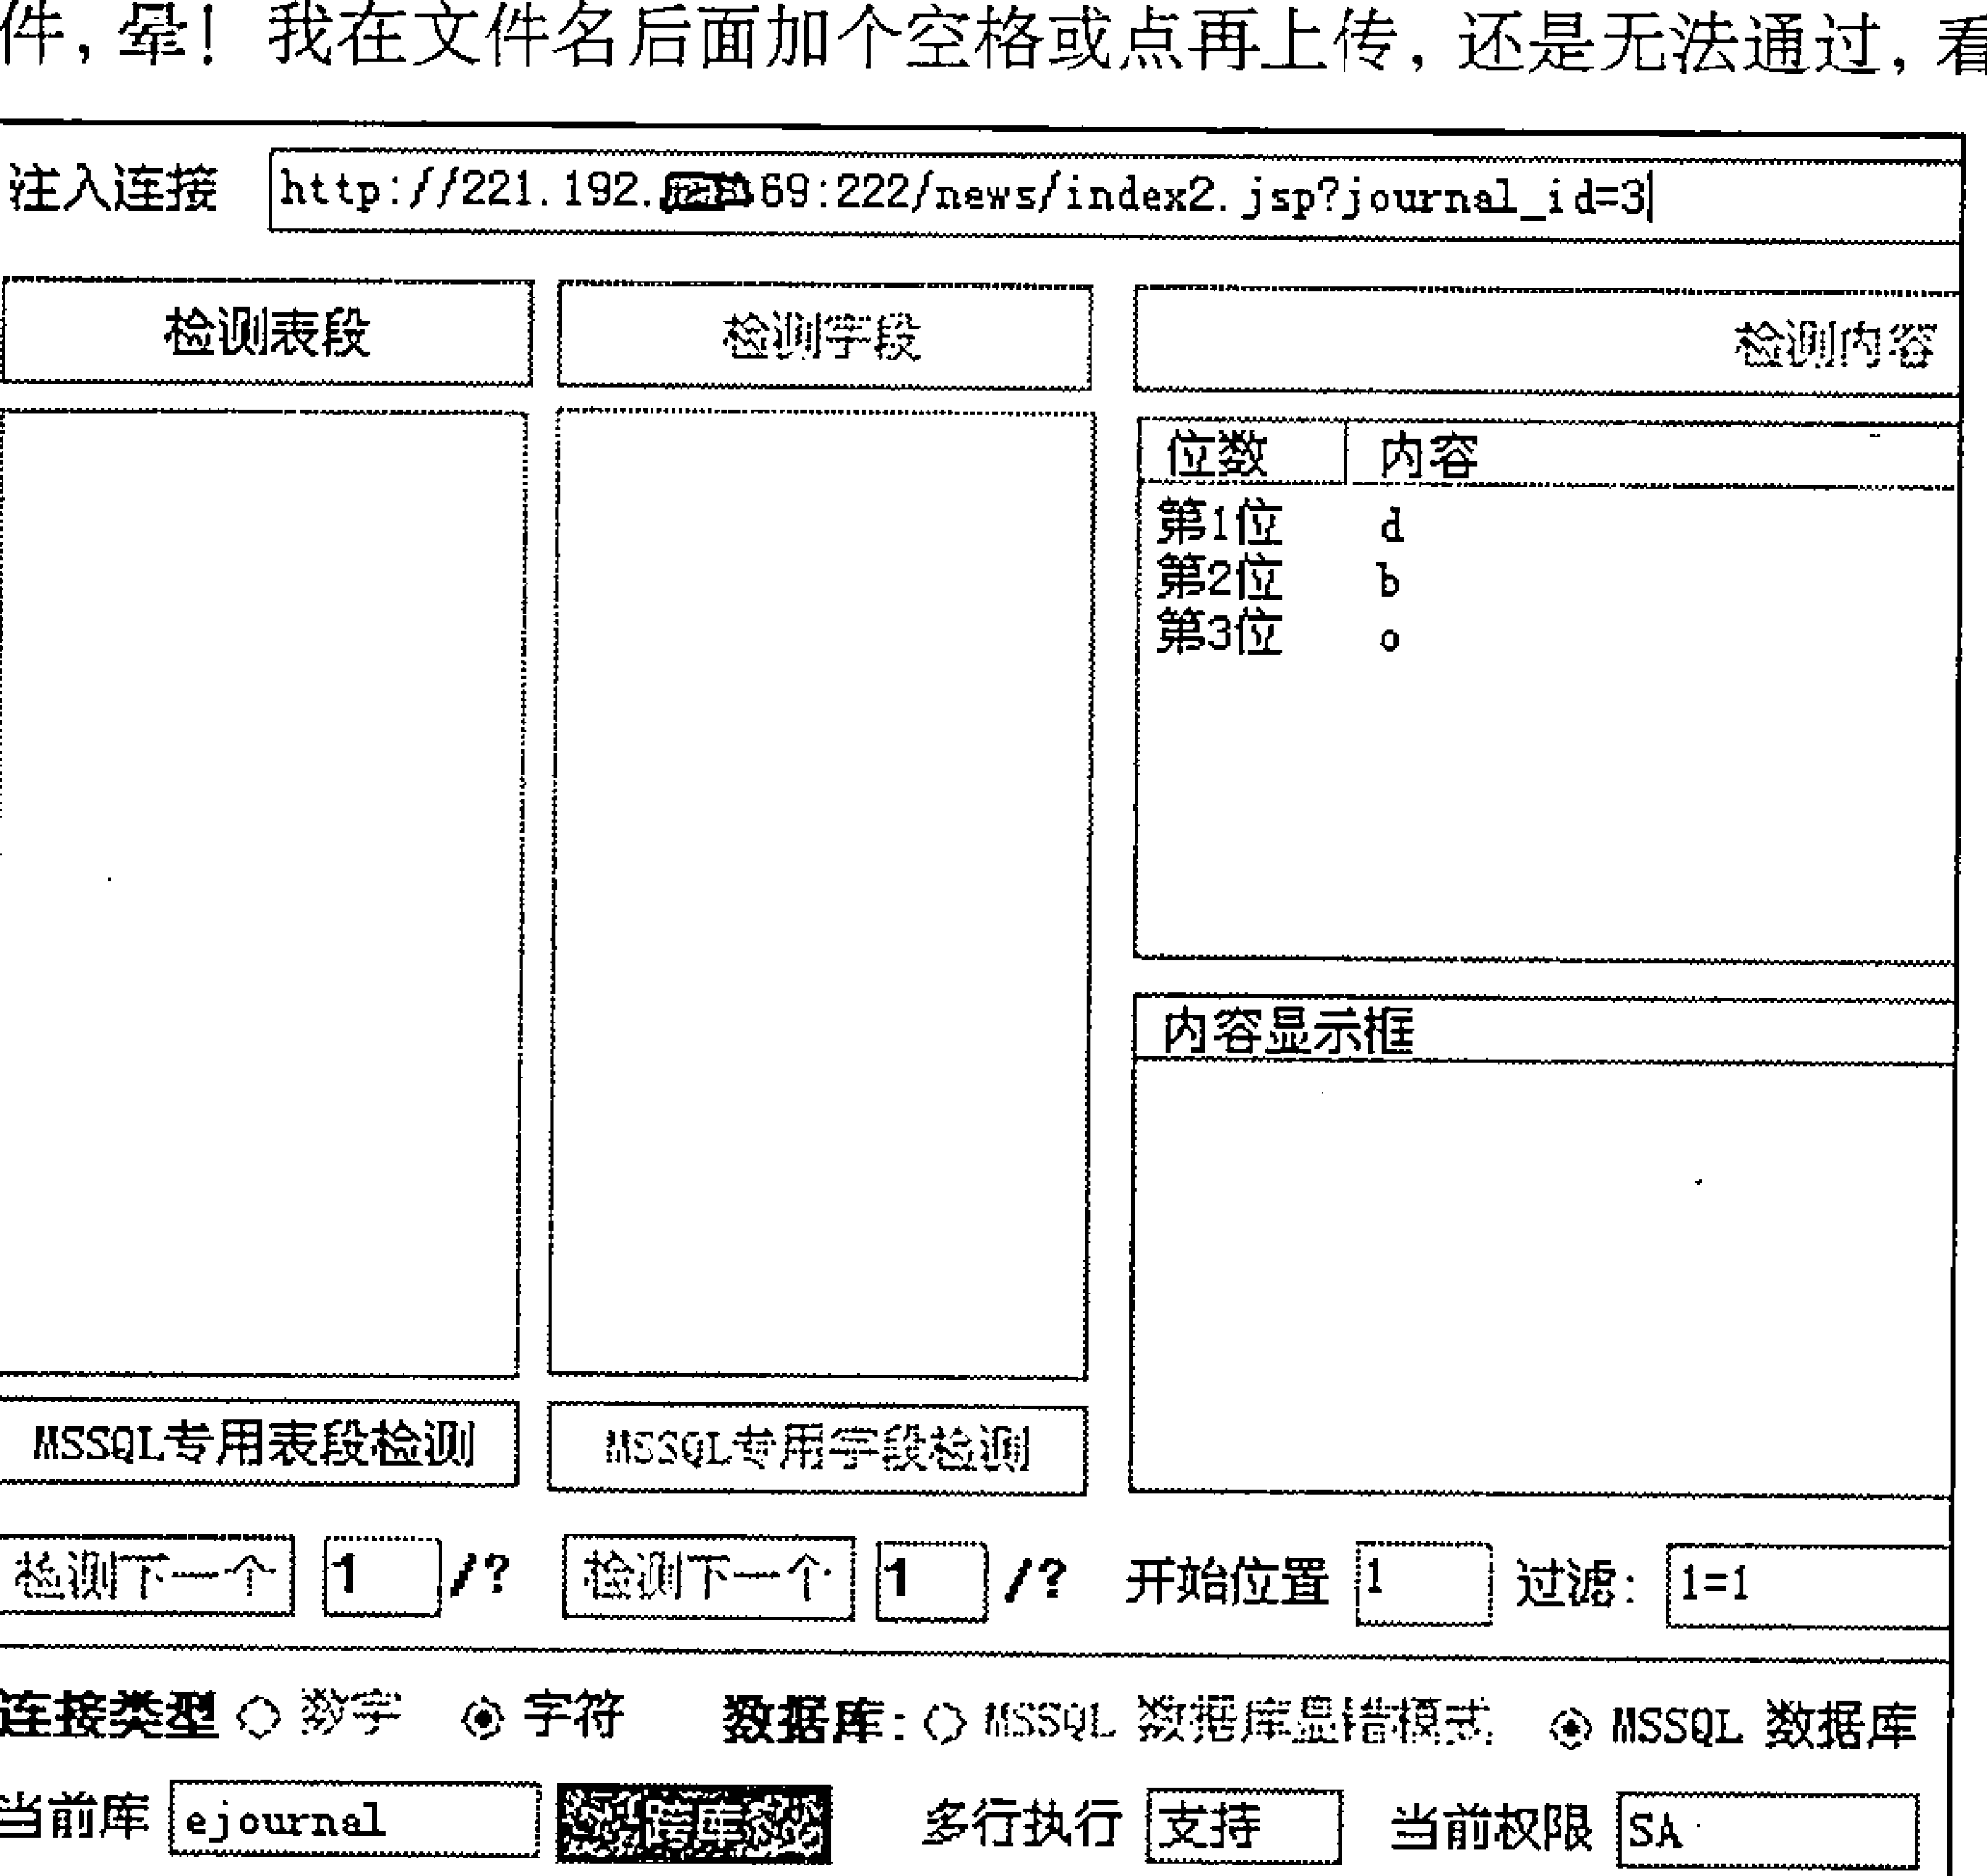 件，晕！我在文件名后面加个空格或点再上传，还是无法通过，看
注入连接 http://221.192. 69:222/news/index2.jsp?journal_id=3
检测表段 检测字段 检测内容
位数 内容
第1位 d
第2位 b
第3位 o
内容显示框
MSSQL专用表段检测 MSSQL专用字段检测
检测下一个 1 /? 检测下一个 1 /? 开始位置 1 过滤: 1=1
连接类型 数字 字符 数据库: MSSQL 数据库显错模式 MSSQL 数据库
当前库 ejournal 跨库 多行执行 支持 当前权限 SA